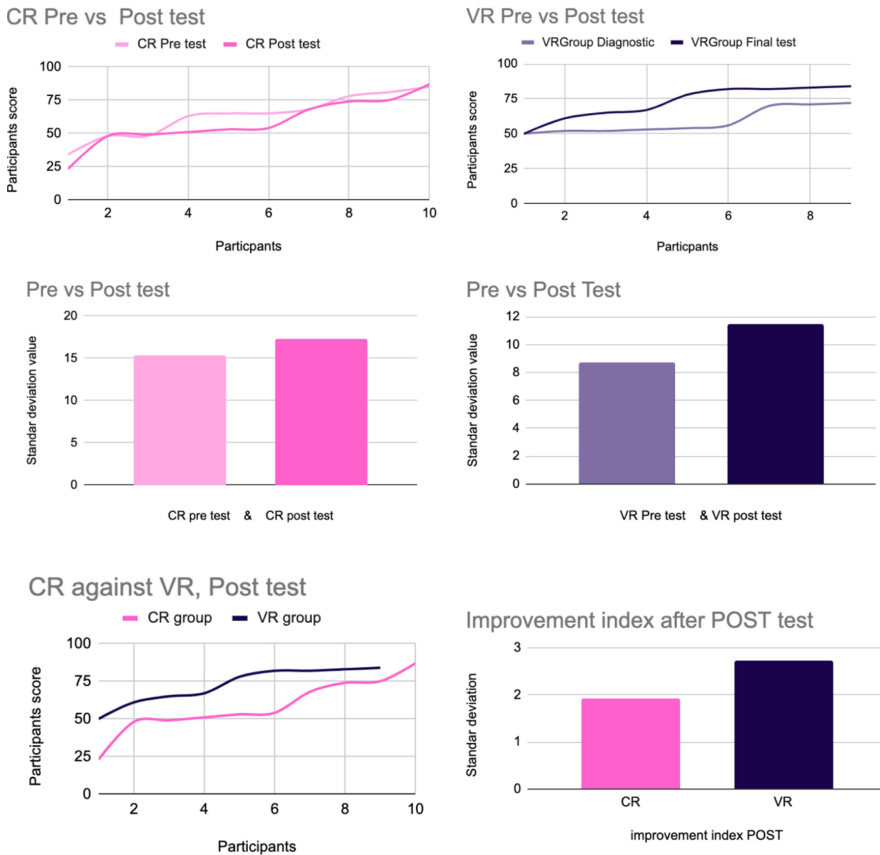 CR Pre vs  Post test
CR Pre test
CR Post test
Participants score
100
75
50
25
0
2
4
6
8
10
Particpants
VR Pre vs Post test
VRGroup Diagnostic
VRGroup Final test
Participants score
100
75
50
25
0
2
4
6
8
Particpants
Pre vs Post test
Standar deviation value
20
15
10
5
0
CR pre test & CR post test
Pre vs Post Test
Standar deviation value
12
10
8
6
4
2
0
VR Pre test & VR post test
CR against VR, Post test
CR group
VR group
Participants score
100
75
50
25
0
2
4
6
8
10
Participants
Improvement index after POST test
Standar deviation
3
2
1
0
CR
VR
improvement index POST